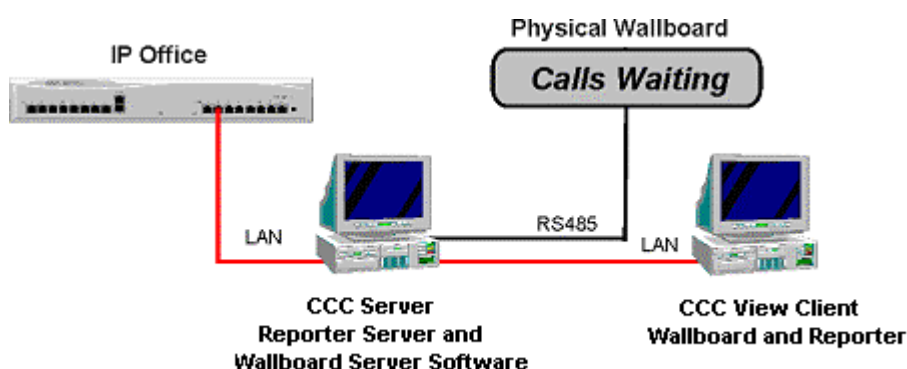 Physical Wallboard
IP Office
Calls Waiting
RS485
LAN
LAN
CCC Server
Reporter Server and
Wallboard Server Software
CCC View Client
Wallboard and Reporter